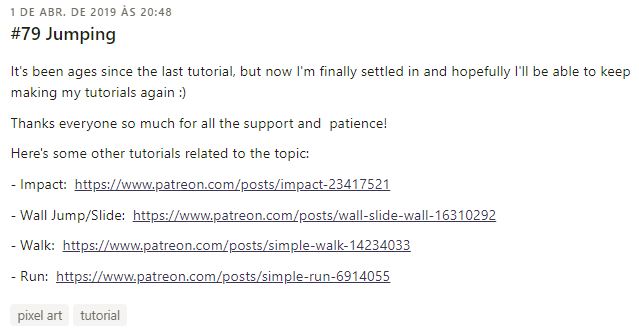 1 DE ABR. DE 2019 ÀS 20:48
#79 Jumping
It's been ages since the last tutorial, but now I'm finally settled in and hopefully I'll be able to keep
making my tutorials again :)
Thanks everyone so much for all the support and  patience!
Here's some other tutorials related to the topic:
- Impact:  https://www.patreon.com/posts/impact-23417521
- Wall Jump/Slide:  https://www.patreon.com/posts/wall-slide-wall-16310292
- Walk:  https://www.patreon.com/posts/simple-walk-14234033
- Run:  https://www.patreon.com/posts/simple-run-6914055
pixel art tutorial